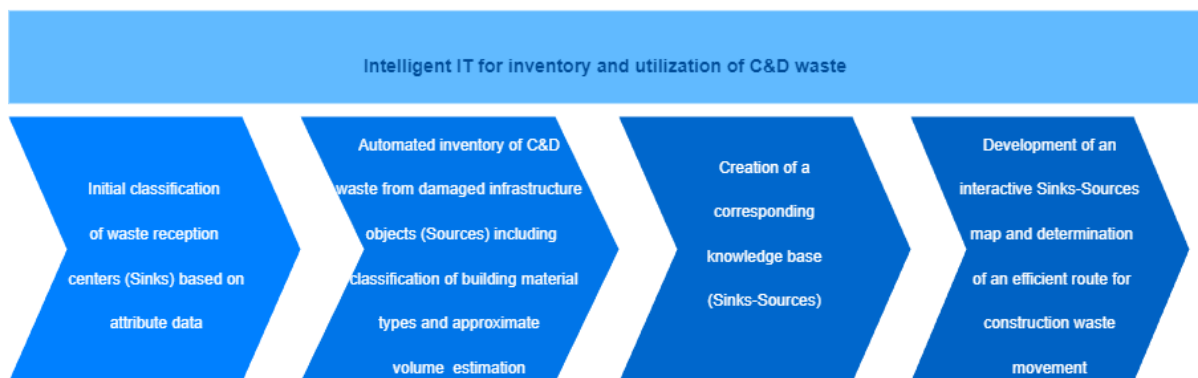 Intelligent IT for inventory and utilization of C&D waste
Initial classification
of waste reception
centers (Sinks) based on
attribute data
Automated inventory of C&D
waste from damaged infrastructure
objects (Sources) including
classification of building material
types and approximate
volume estimation
Creation of a
corresponding
knowledge base
(Sinks-Sources)
Development of an
interactive Sinks-Sources
map and determination
of an efficient route for
construction waste
movement